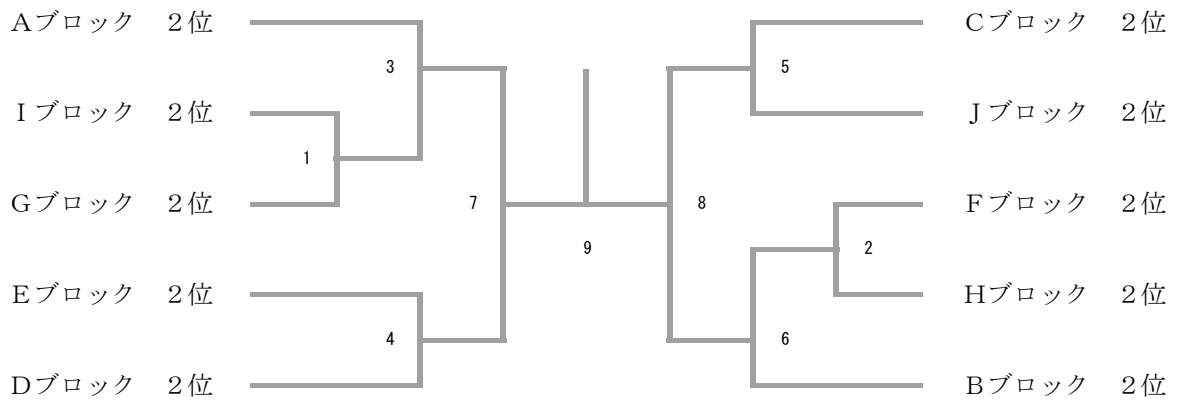 Aブロック　2位
3
Iブロック　2位
1
Gブロック　2位
7
Eブロック　2位
4
Dブロック　2位
9
Cブロック　2位
5
Jブロック　2位
8
Fブロック　2位
2
Hブロック　2位
6
Bブロック　2位